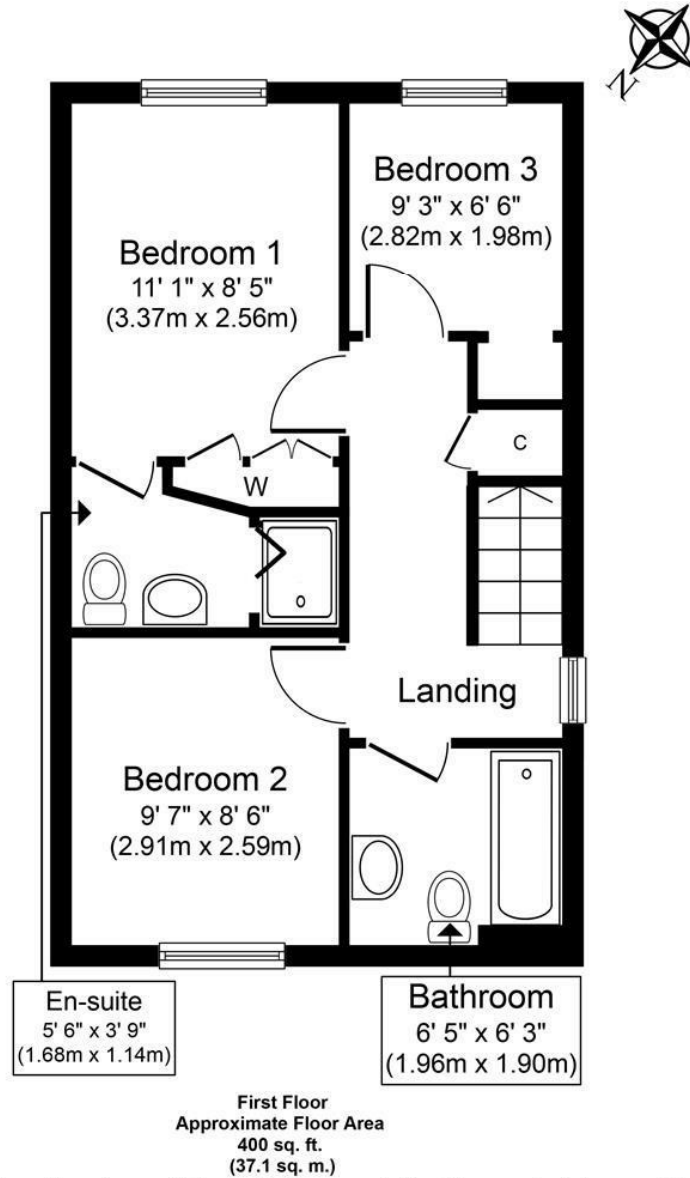 N
Bedroom 3
9' 3" x 6' 6"
(2.82m x 1.98m)
Bedroom 1
11' 1" x 8' 5"
(3.37m x 2.56m)
C
W
Landing
Bedroom 2
9' 7" x 8' 6"
(2.91m x 2.59m)
En-suite
5' 6" x 3' 9"
(1.68m x 1.14m)
Bathroom
6' 5" x 6' 3"
(1.96m x 1.90m)
First Floor
Approximate Floor Area
400 sq. ft.
(37.1 sq. m.)